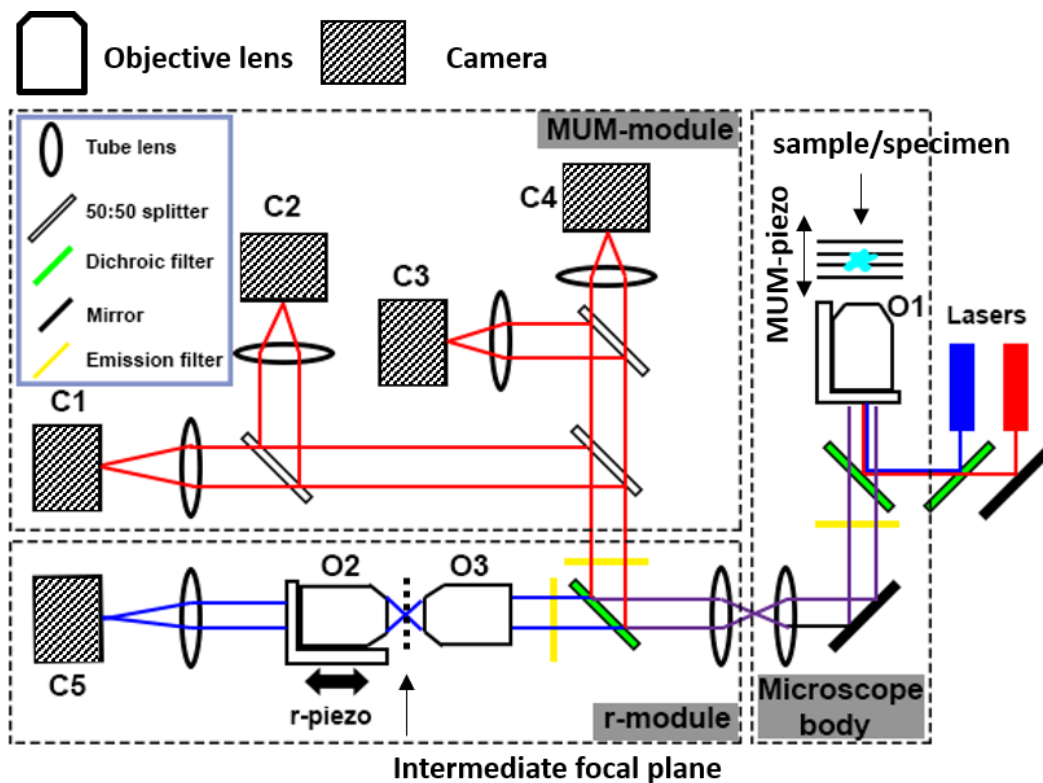 Objective lens
Camera
MUM-module
Tube lens
50:50 splitter
Dichroic filter
Mirror
Emission filter
C1
C2
C3
C4
sample/specimen
MUM-piezo
O1
Lasers
O2
O3
C5
r-piezo
r-module
Microscope
body
Intermediate focal plane